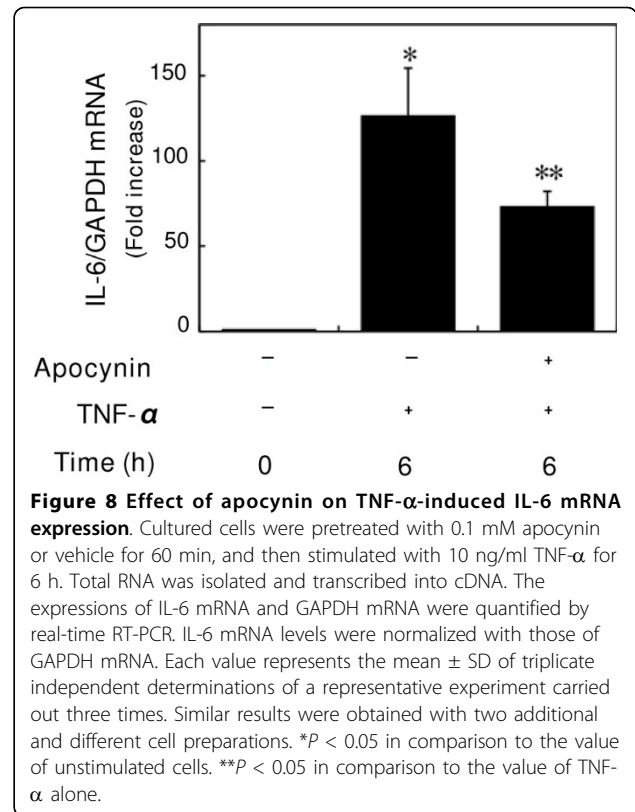 150
100
50
0
IL-6/GAPDH mRNA
(Fold increase)
*
**
Apocynin − − +
TNF-α − + +
Time (h) 0 6 6
Figure 8 Effect of apocynin on TNF-α-induced IL-6 mRNA
expression. Cultured cells were pretreated with 0.1 mM apocynin
or vehicle for 60 min, and then stimulated with 10 ng/ml TNF-α for
6 h. Total RNA was isolated and transcribed into cDNA. The
expressions of IL-6 mRNA and GAPDH mRNA were quantified by
real-time RT-PCR. IL-6 mRNA levels were normalized with those of
GAPDH mRNA. Each value represents the mean ± SD of triplicate
independent determinations of a representative experiment carried
out three times. Similar results were obtained with two additional
and different cell preparations. *P < 0.05 in comparison to the value
of unstimulated cells. **P < 0.05 in comparison to the value of TNF-
α alone.